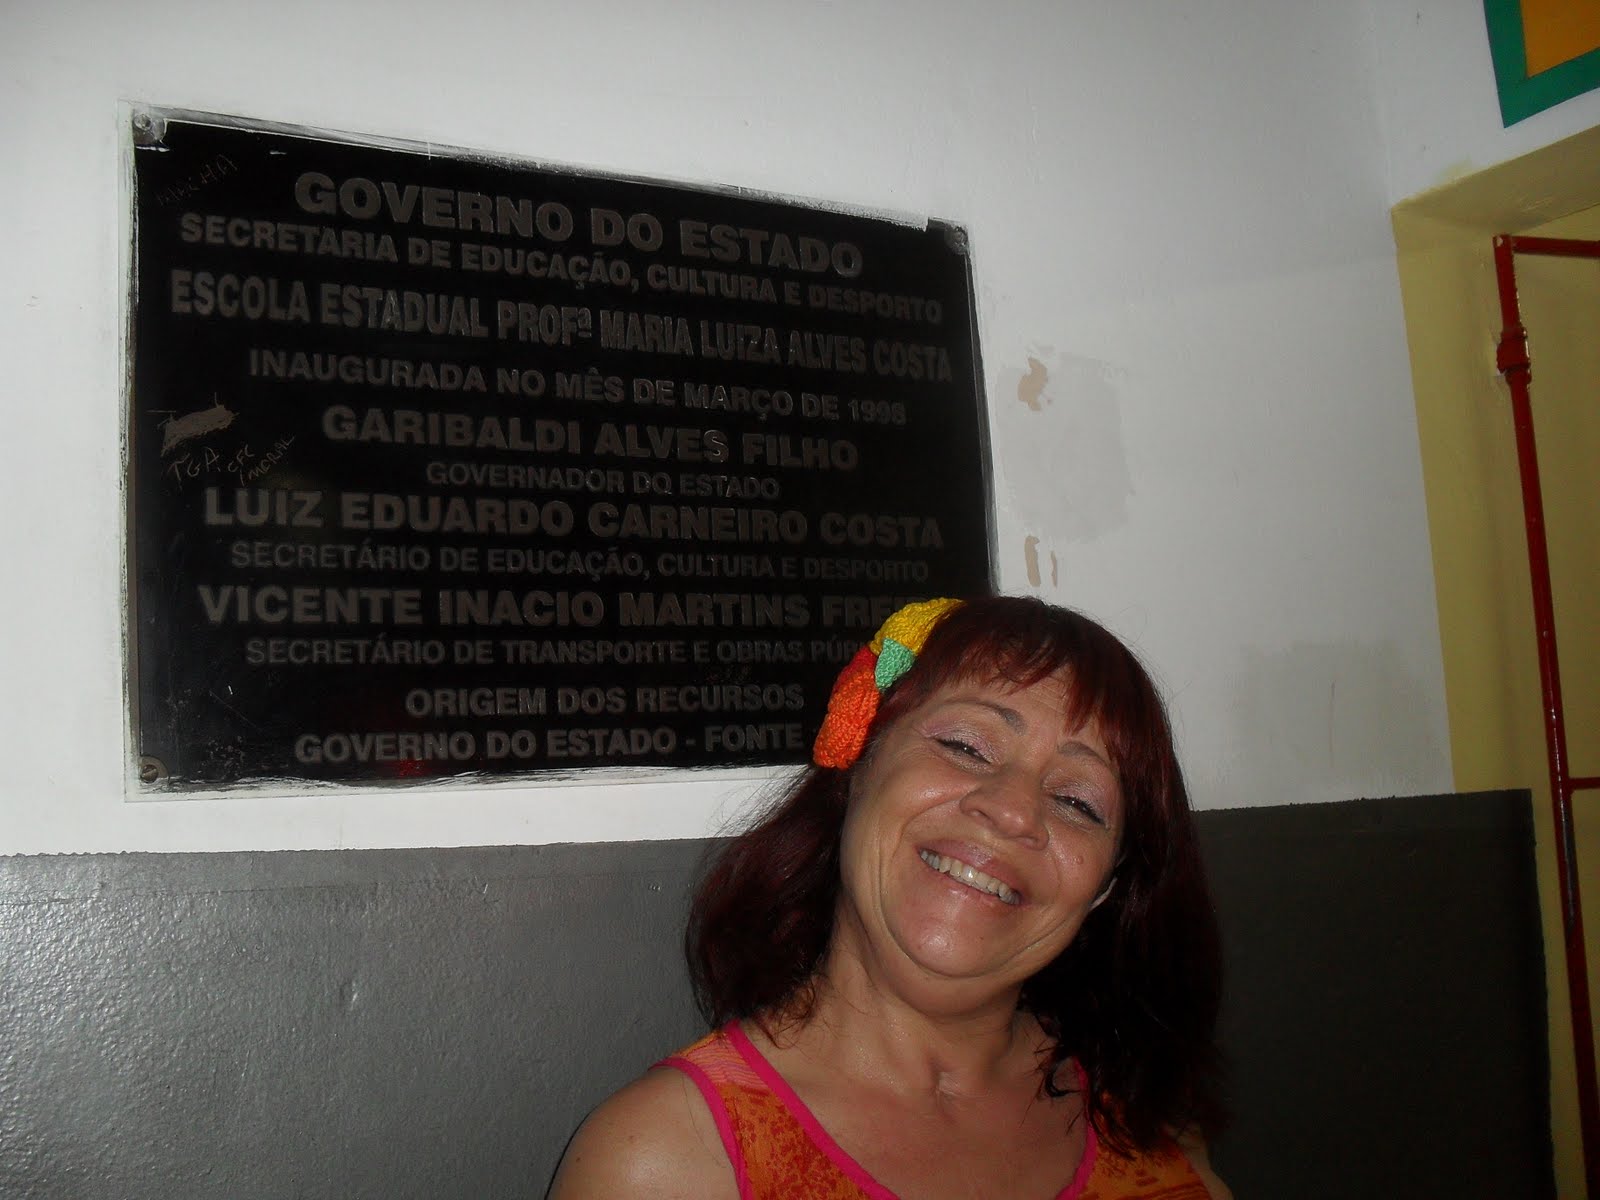 GOVERNO DO ESTADO
SECRETARIA DE EDUCAÇÃO, CULTURA E DESPORTO
ESCOLA ESTADUAL PROFª MARIA LUIZA ALVES COSTA
INAUGURADA NO MÊS DE MARÇO DE 1998
GARIBALDI ALVES FILHO
GOVERNADOR DO ESTADO
TGA
LUIZ EDUARDO CARNEIRO COSTA
SECRETÁRIO DE EDUCAÇÃO, CULTURA E DESPORTO
VICENTE INACIO MARTINS
SECRETÁRIO DE TRANSPORTE E OBRAS
ORIGEM DOS RECURSOS
GOVERNO DO ESTADO - FONTE